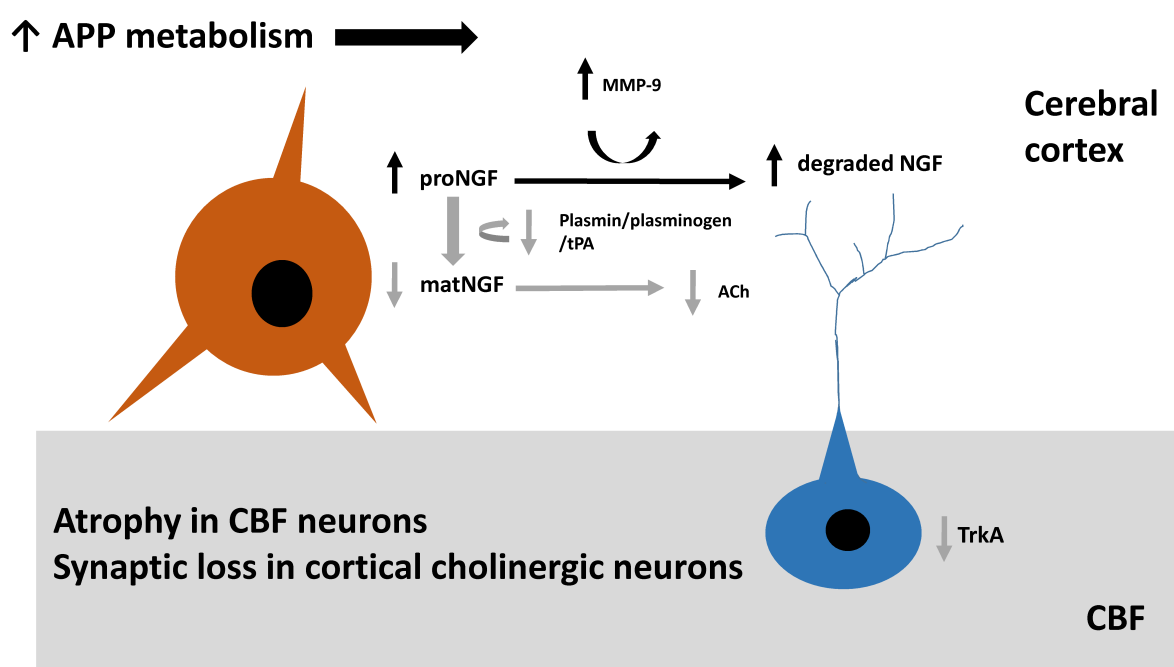 APP metabolism
MMP-9
Cerebral
cortex
proNGF
degraded NGF
Plasmin/plasminogen
/tPA
matNGF
ACh
Atrophy in CBF neurons
Synaptic loss in cortical cholinergic neurons
TrkA
CBF